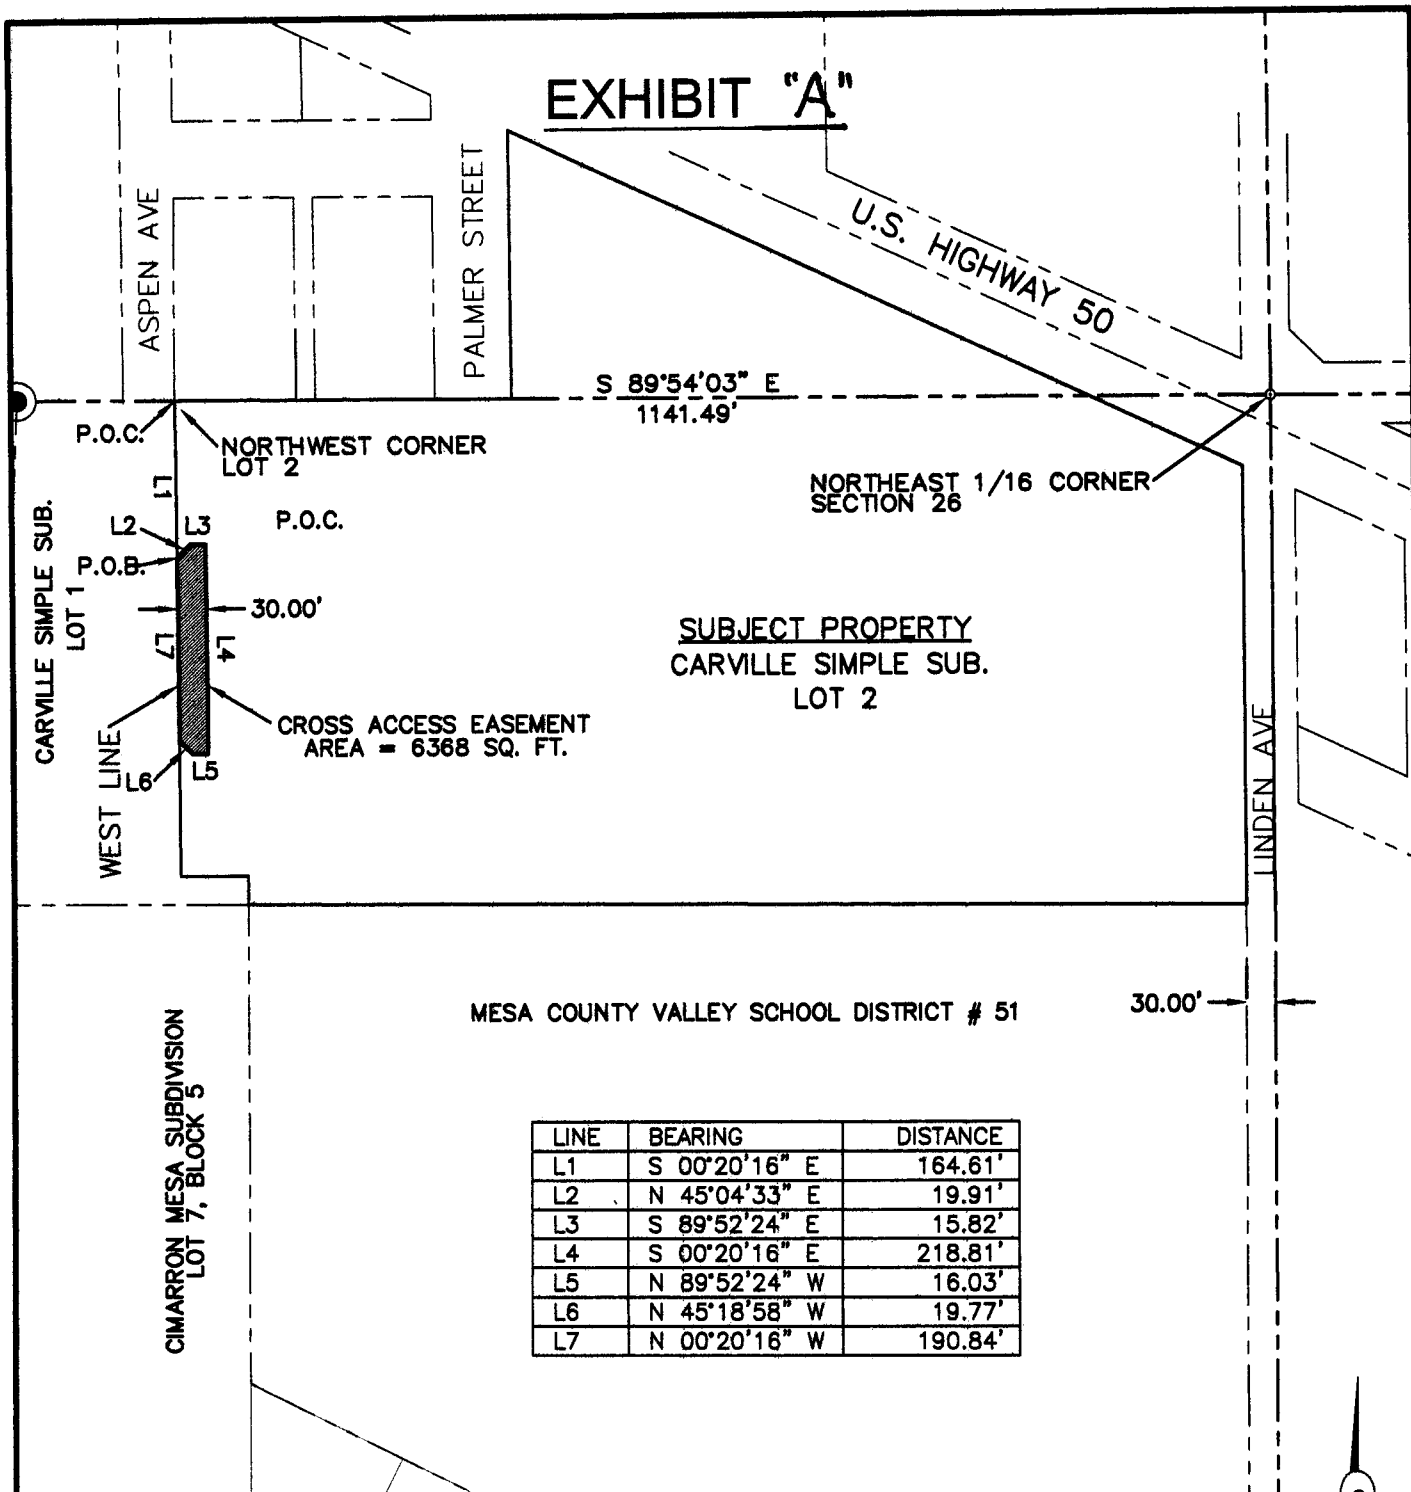 EXHIBIT "A"
ASPEN AVE
PALMER STREET
U.S. HIGHWAY 50
S 89°54'03" E
1141.49'
P.O.C.
NORTHWEST CORNER
LOT 2
NORTHEAST 1/16 CORNER
SECTION 26
L1
P.O.C.
L2
L3
P.O.B.
CARVILLE SIMPLE SUB.
LOT 1
30.00'
L7
L4
SUBJECT PROPERTY
CARVILLE SIMPLE SUB.
LOT 2
CROSS ACCESS EASEMENT
AREA = 6368 SQ. FT.
WEST LINE
L6
L5
LINDEN AVE
MESA COUNTY VALLEY SCHOOL DISTRICT # 51
30.00'
CIMARRON MESA SUBDIVISION
LOT 7, BLOCK 5
LINE BEARING DISTANCE
L1 S 00°20'16" E 164.61'
L2 N 45°04'33" E 19.91'
L3 S 89°52'24" E 15.82'
L4 S 00°20'16" E 218.81'
L5 N 89°52'24" W 16.03'
L6 N 45°18'58" W 19.77'
L7 N 00°20'16" W 190.84'